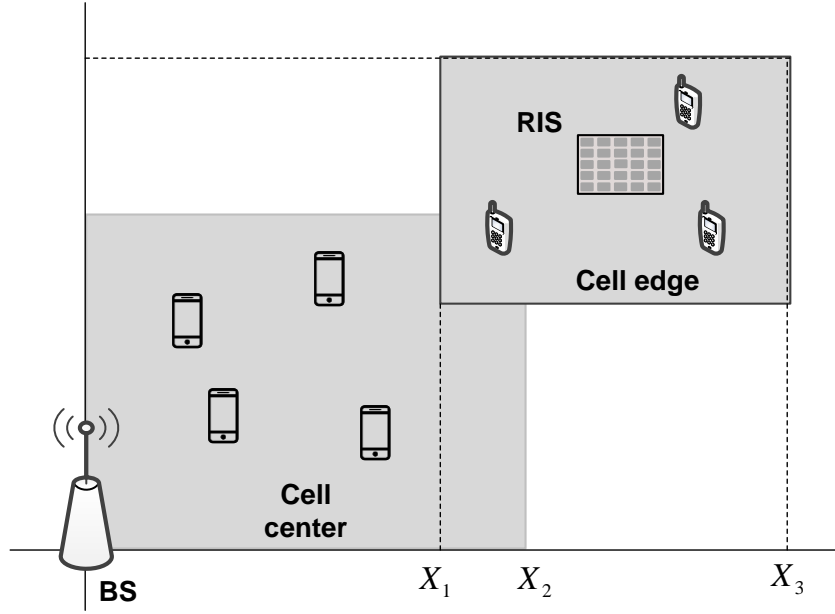 RIS
Cell edge
Cell
center
BS
X₁
X₂
X₃